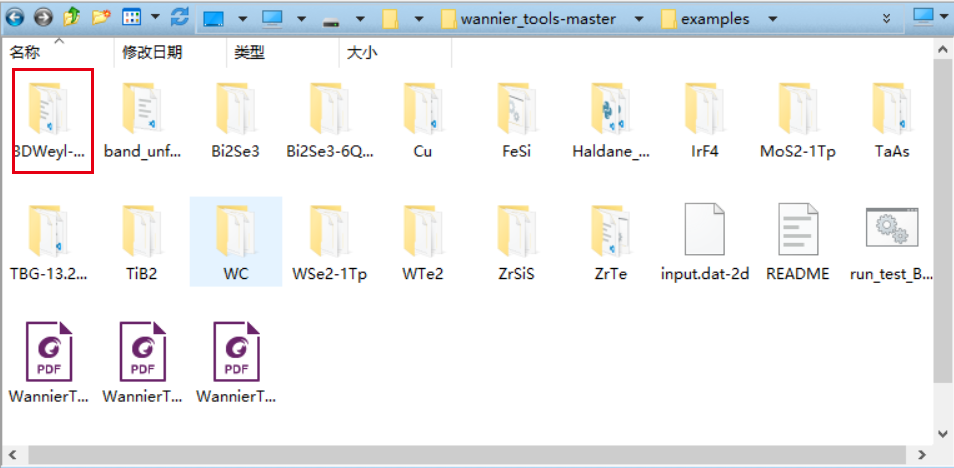 wannier_tools-master examples
名称 修改日期 类型 大小
3DWeyl-... band_unf... Bi2Se3 Bi2Se3-6Q... Cu FeSi Haldane_... IrF4 MoS2-1Tp TaAs
TBG-13.2... TiB2 WC WSe2-1Tp WTe2 ZrSiS ZrTe input.dat-2d README run_test_B...
PDF PDF PDF
WannierT... WannierT... WannierT...